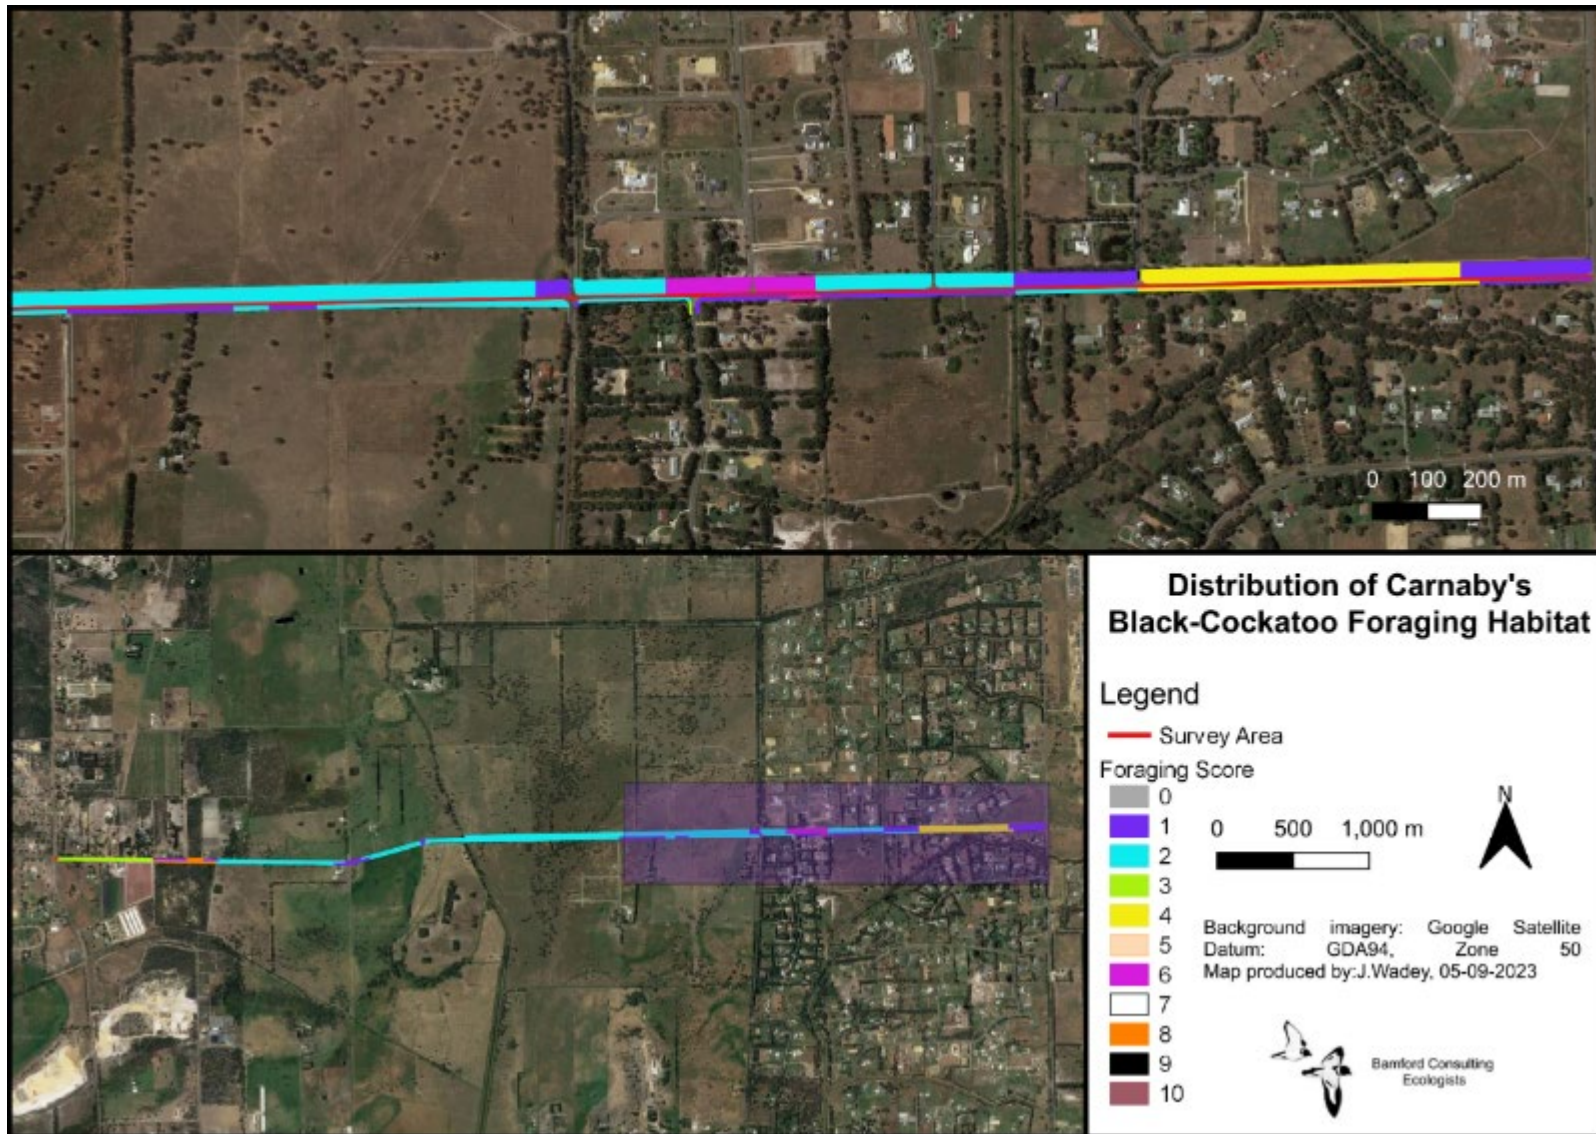 0 100 200 m
Distribution of Carnaby's
Black-Cockatoo Foraging Habitat
Legend
Survey Area
Foraging Score
0
1
2
3
4
5
6
7
8
9
10
0 500 1,000 m
N
Background imagery: Google Satellite
Datum: GDA94, Zone 50
Map produced by:J.Wadey, 05-09-2023
Bamford Consulting
Ecologists